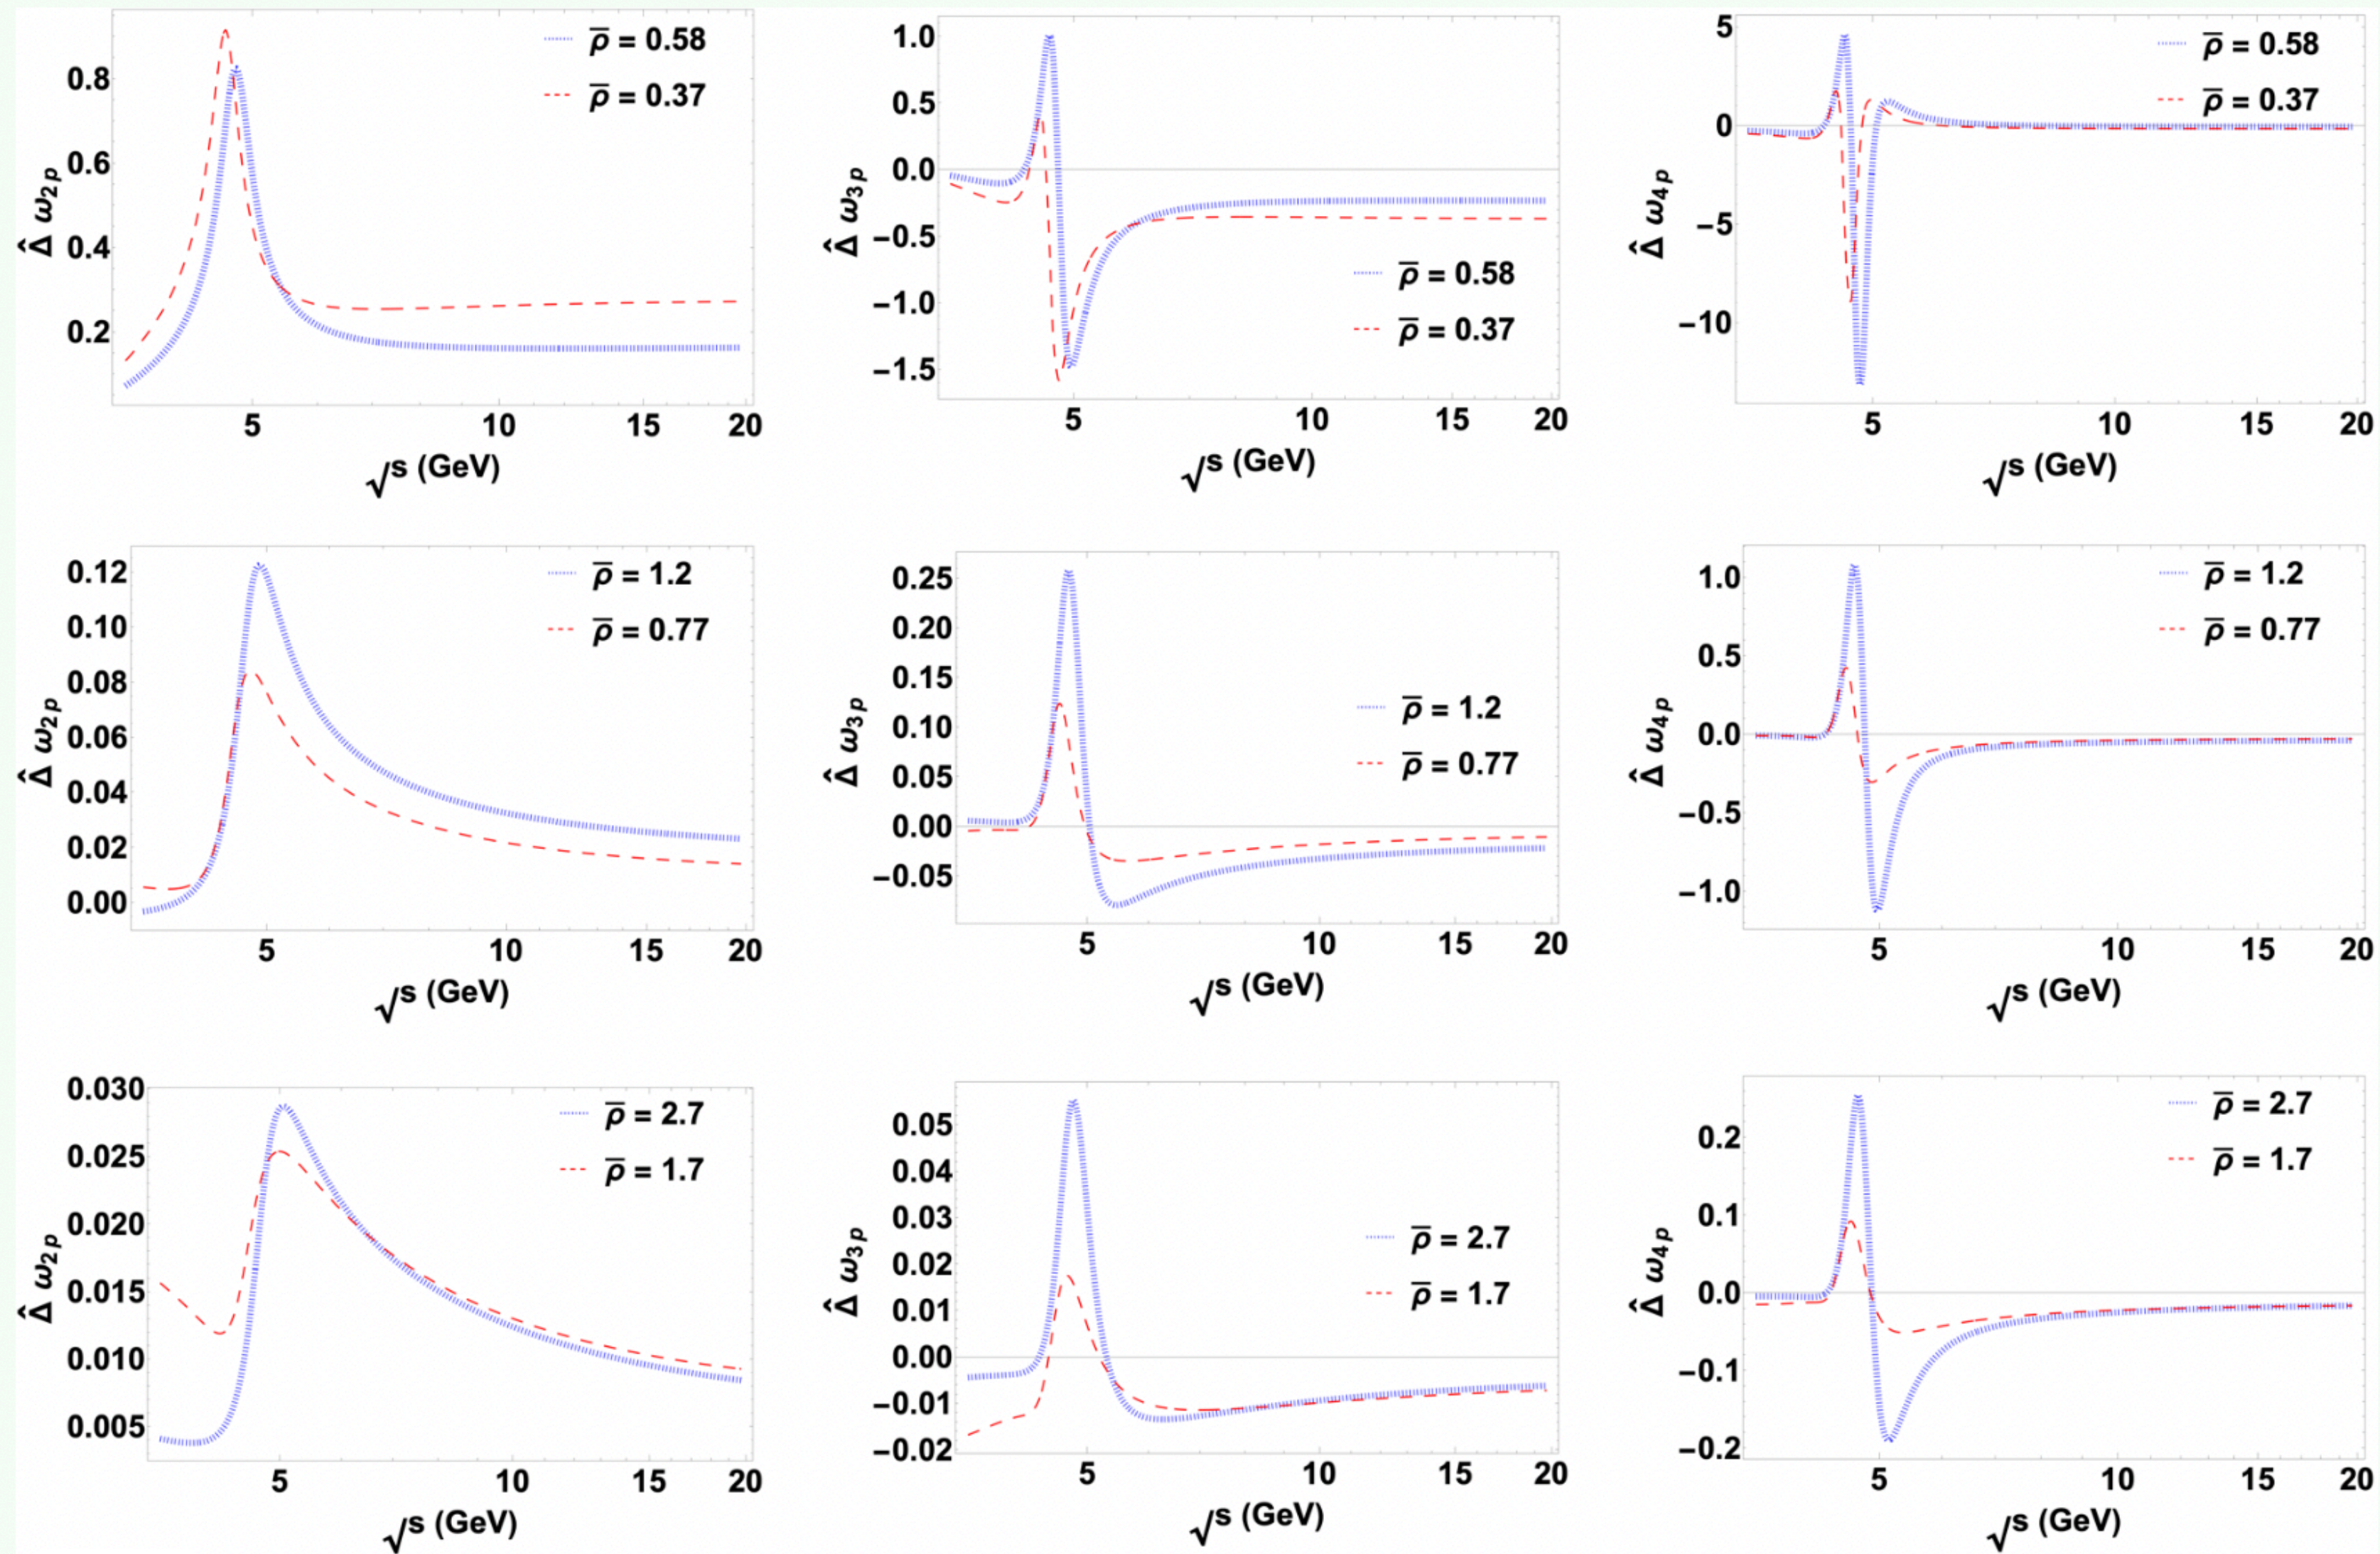 ρ̄ = 0.58
ρ̄ = 0.37
0.8
0.6
0.4
0.2
Δ̂ ω2p
5 10 15 20
√s (GeV)
1.0
0.5
0.0
−0.5
−1.0
−1.5
Δ̂ ω3p
ρ̄ = 0.58
ρ̄ = 0.37
5 10 15 20
√s (GeV)
5
0
−5
−10
Δ̂ ω4p
ρ̄ = 0.58
ρ̄ = 0.37
5 10 15 20
√s (GeV)
0.12
0.10
0.08
0.06
0.04
0.02
0.00
Δ̂ ω2p
ρ̄ = 1.2
ρ̄ = 0.77
5 10 15 20
√s (GeV)
0.25
0.20
0.15
0.10
0.05
0.00
−0.05
Δ̂ ω3p
ρ̄ = 1.2
ρ̄ = 0.77
5 10 15 20
√s (GeV)
1.0
0.5
0.0
−0.5
−1.0
Δ̂ ω4p
ρ̄ = 1.2
ρ̄ = 0.77
5 10 15 20
√s (GeV)
0.030
0.025
0.020
0.015
0.010
0.005
Δ̂ ω2p
ρ̄ = 2.7
ρ̄ = 1.7
5 10 15 20
√s (GeV)
0.05
0.04
0.03
0.02
0.01
0.00
−0.01
−0.02
Δ̂ ω3p
ρ̄ = 2.7
ρ̄ = 1.7
5 10 15 20
√s (GeV)
0.2
0.1
0.0
−0.1
−0.2
Δ̂ ω4p
ρ̄ = 2.7
ρ̄ = 1.7
5 10 15 20
√s (GeV)